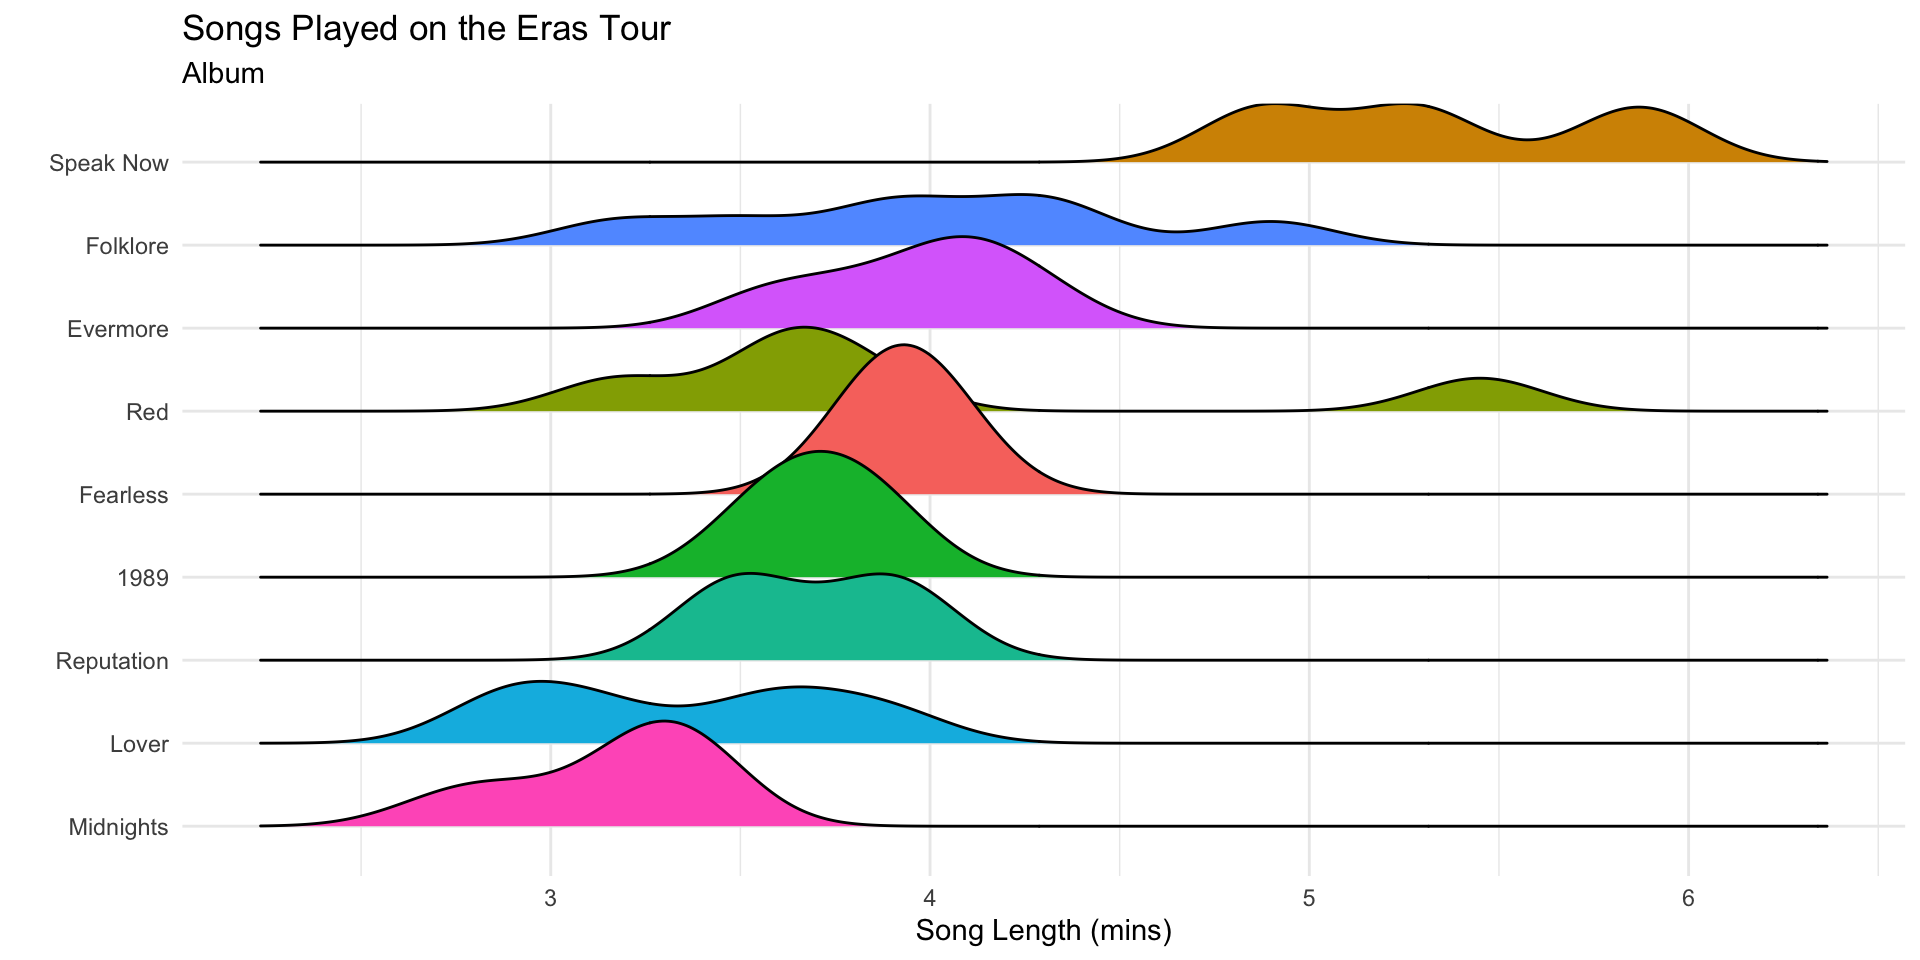 Songs Played on the Eras Tour
Album
Speak Now
Folklore
Evermore
Red
Fearless
1989
Reputation
Lover
Midnights
3 4 5 6
Song Length (mins)